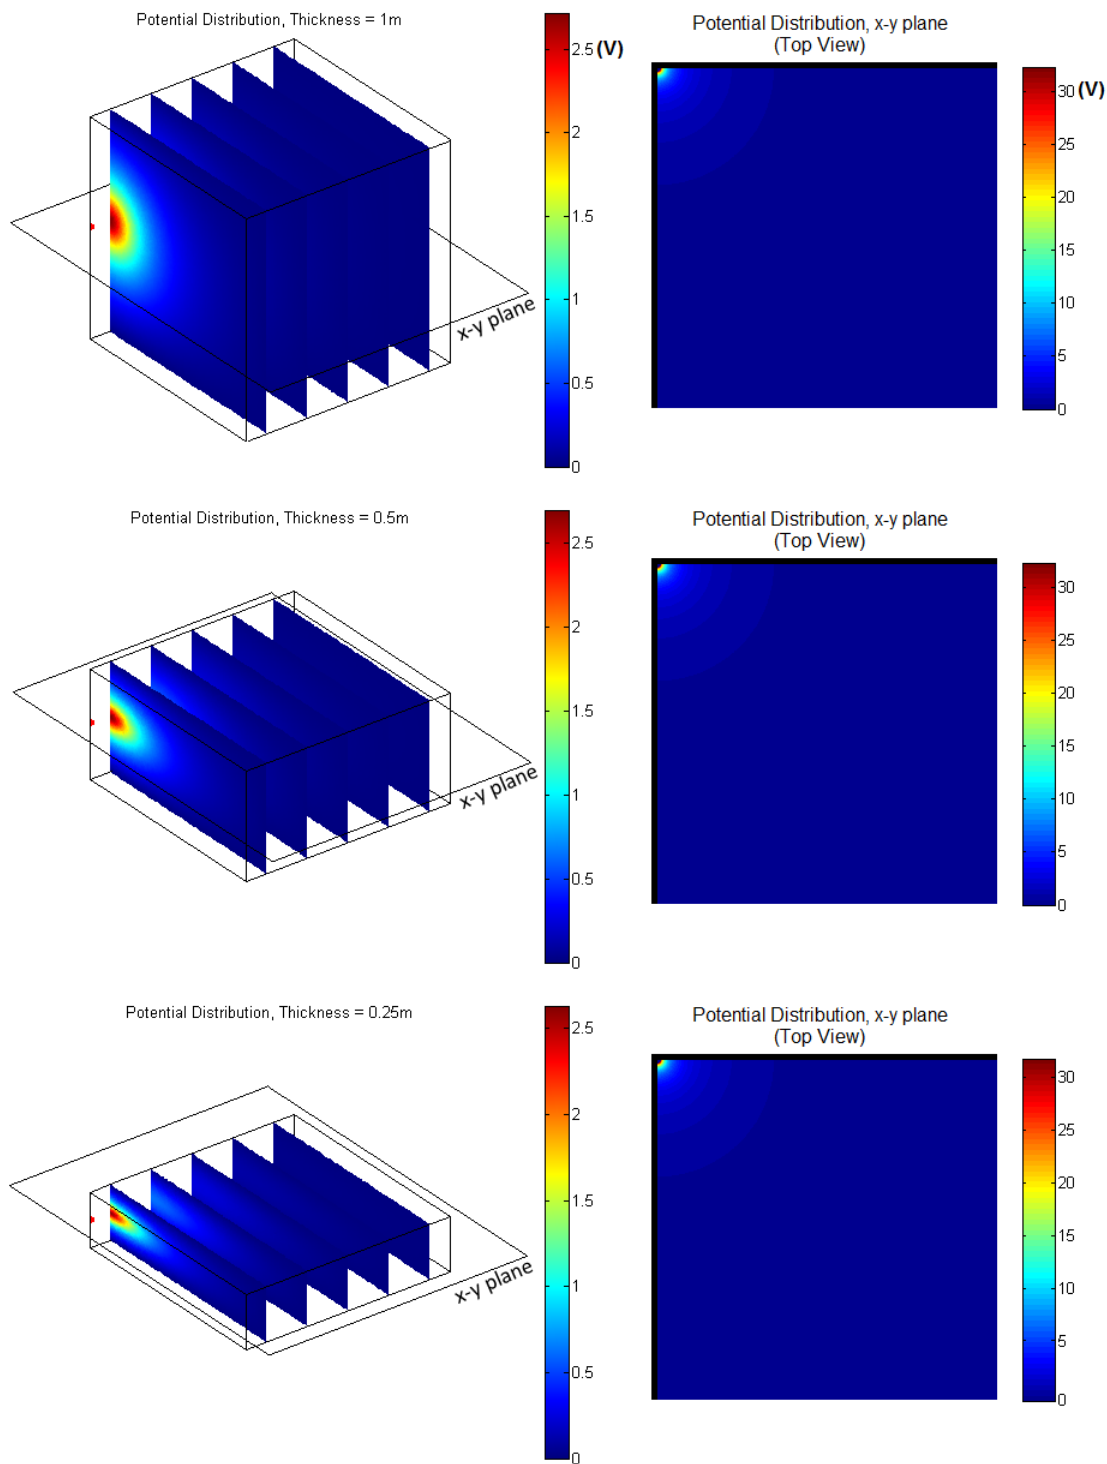 Potential Distribution, Thickness = 1m
2.5 (V)
2
1.5
1
0.5
0
x-y plane
Potential Distribution, x-y plane
(Top View)
30 (V)
25
20
15
10
5
0
Potential Distribution, Thickness = 0.5m
2.5
2
1.5
1
0.5
0
x-y plane
Potential Distribution, x-y plane
(Top View)
30
25
20
15
10
5
0
Potential Distribution, Thickness = 0.25m
2.5
2
1.5
1
0.5
0
x-y plane
Potential Distribution, x-y plane
(Top View)
30
25
20
15
10
5
0